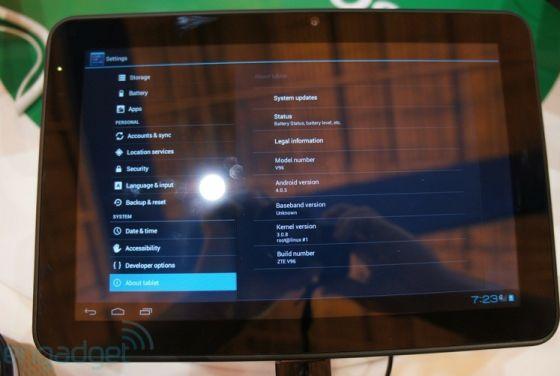 Settings
Storage
Battery
Apps
PERSONAL
Accounts & sync
Location services
Security
Language & input
Backup & reset
SYSTEM
Date & time
Accessibility
{ } Developer options
About tablet
About tablet
System updates
Status
Battery Status, battery level, etc.
Legal information
Model number
V96
Android version
4.0.3
Baseband version
Unknown
Kernel version
3.0.8
root@linux #1
Build number
ZTE V96
7:23
engadget